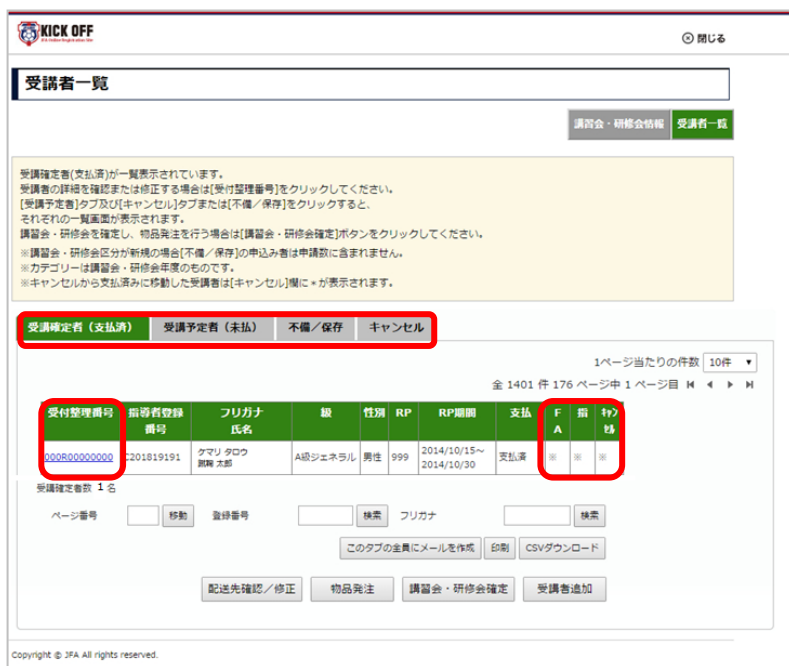 KICK OFF
閉じる
受講者一覧
講習会・研修会情報 受講者一覧
受講確定者(支払済)が一覧表示されています。
受講者の詳細を確認または修正する場合は[受付整理番号]をクリックしてください。
[受講予定者]タブ及び[キャンセル]タブまたは[不備／保存]をクリックすると、
それぞれの一覧画面が表示されます。
講習会・研修会を確定し、物品発注を行う場合は[講習会・研修会確定]ボタンをクリックしてください。
※講習会・研修会区分が新規の場合[不備／保存]の申込み者は申請数に含まれません。
※カテゴリーは講習会・研修会年度のものです。
※キャンセルから支払済みに移動した受講者は[キャンセル]欄に＊が表示されます。
受講確定者（支払済） 受講予定者（未払） 不備／保存 キャンセル
1ページ当たりの件数 10件
全 1401 件 176 ページ中 1 ページ目
受付整理番号 指導者登録番号 フリガナ 氏名 級 性別 RP RP期間 支払 FA 指 キャンセル
000R00000000 C201819191 ケマリ タロウ 鞠 太郎 A級ジェネラル 男性 999 2014/10/15～2014/10/30 支払済 ※ ※ ※
受講確定者数 1 名
ページ番号 移動 登録番号 検索 フリガナ 検索
このタブの全員にメールを作成 印刷 CSVダウンロード
配送先確認／修正 物品発注 講習会・研修会確定 受講者追加
Copyright © JFA All rights reserved.